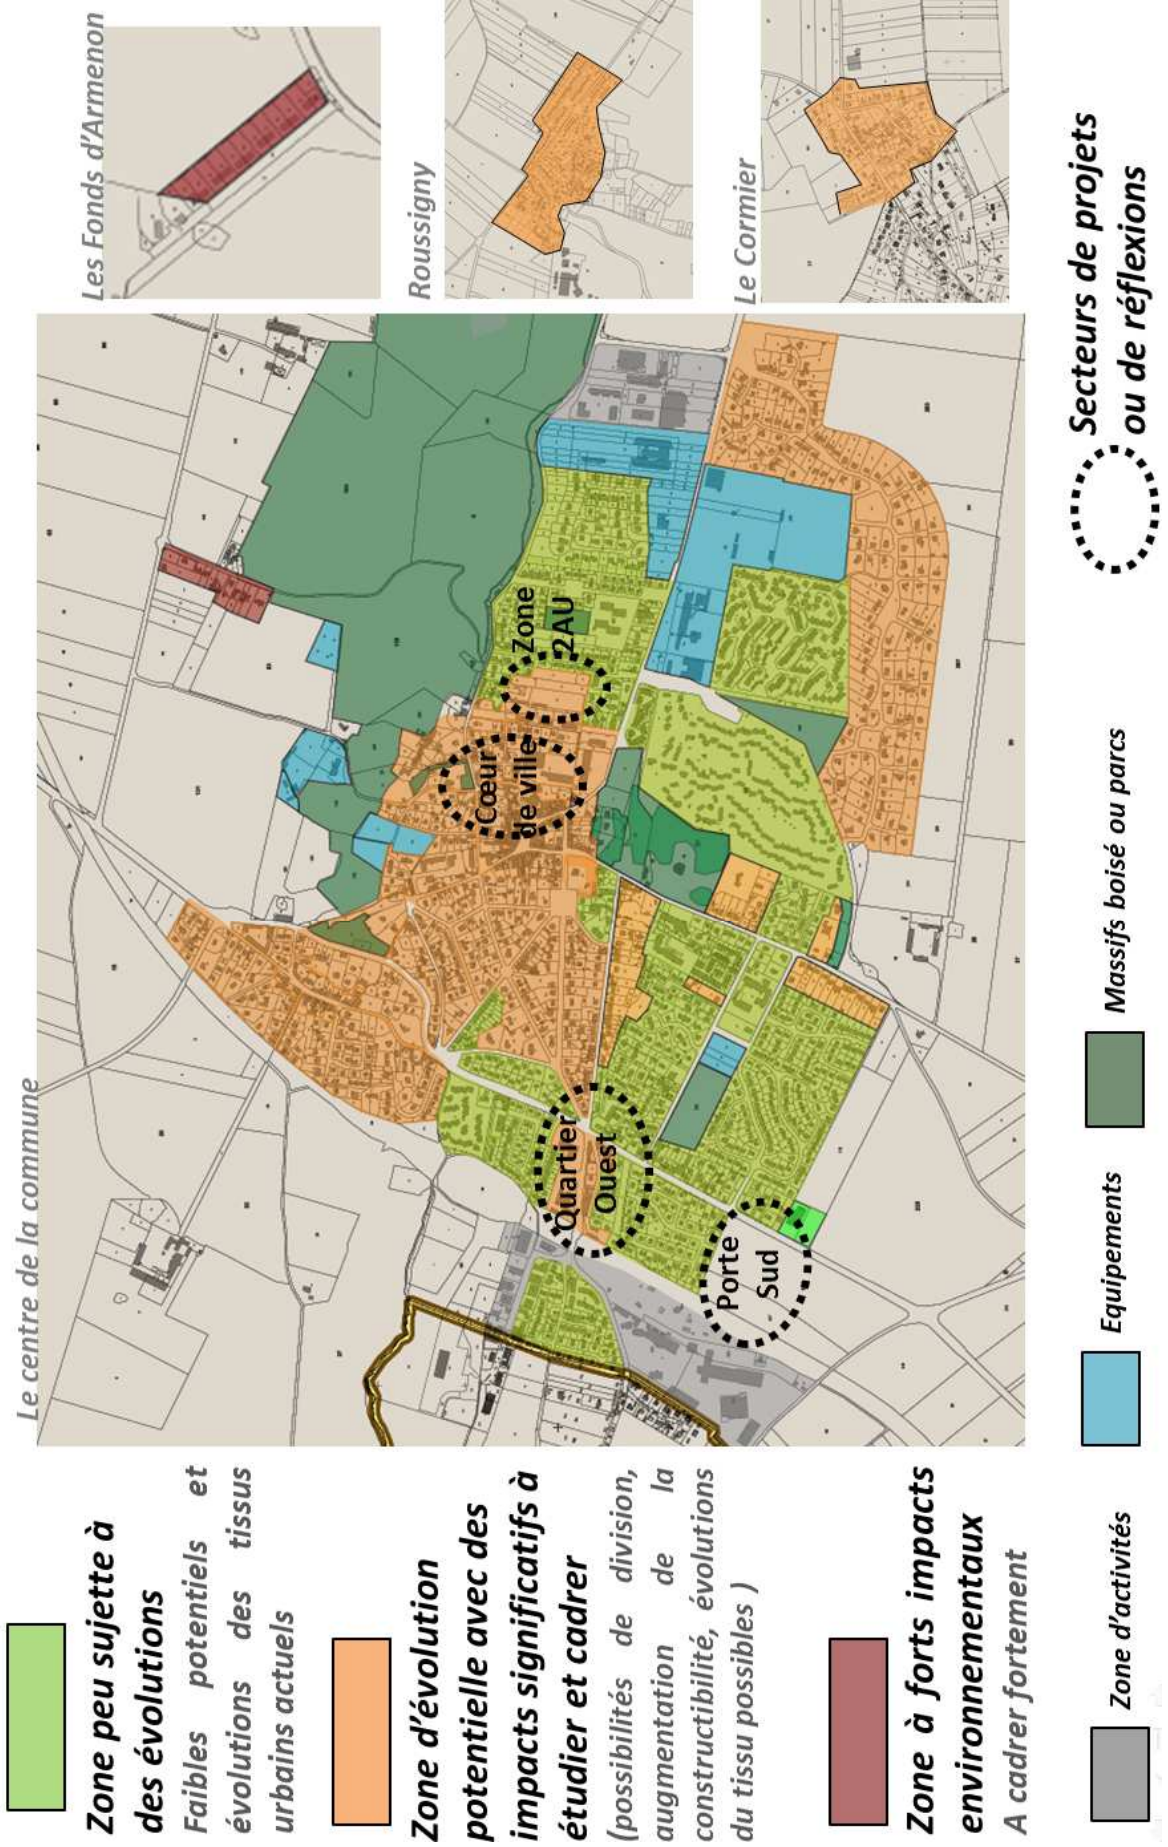 Zone peu sujette à
des évolutions
Faibles potentiels et
évolutions des tissus
urbains actuels
Zone d'évolution
potentielle avec des
impacts significatifs à
étudier et cadrer
(possibilités de division,
augmentation de la
constructibilité, évolutions
du tissu possibles )
Zone à forts impacts
environnementaux
A cadrer fortement
Le centre de la commune
Cœur
de ville
Zone
2AU
Quartier
Ouest
Porte
Sud
Les Fonds d'Armenon
Roussigny
Le Cormier
Zone d'activités
Equipements
Massifs boisé ou parcs
Secteurs de projets
ou de réflexions